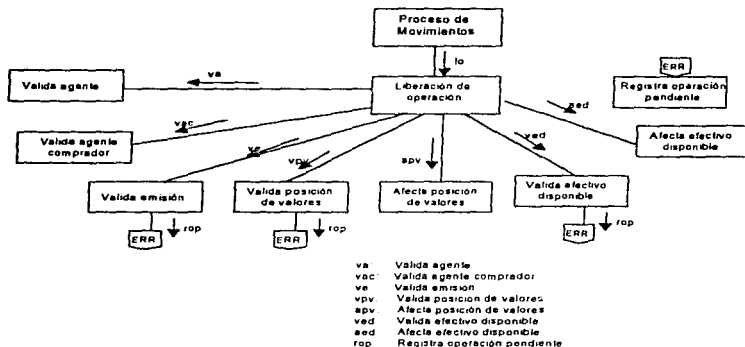 Proceso de
Movimientos
lo
ERR
va
Valida agente
Liberación de
operación
Registra operación
pendiente
vac
aed
Valida agente
comprador
ve
vpv
apv
ved
Afecta efectivo
disponible
Valida emisión
Valida posición
de valores
Afecta posición
de valores
Valida efectivo
disponible
ERR
rop
ERR
rop
ERR
rop
va: Valida agente
vac: Valida agente comprador
ve Valida emisión
vpv. Valida posición de valores
apv. Afecta posición de valores
ved Valida efectivo disponible
aed Afecta efectivo disponible
rop Registra operación pendiente